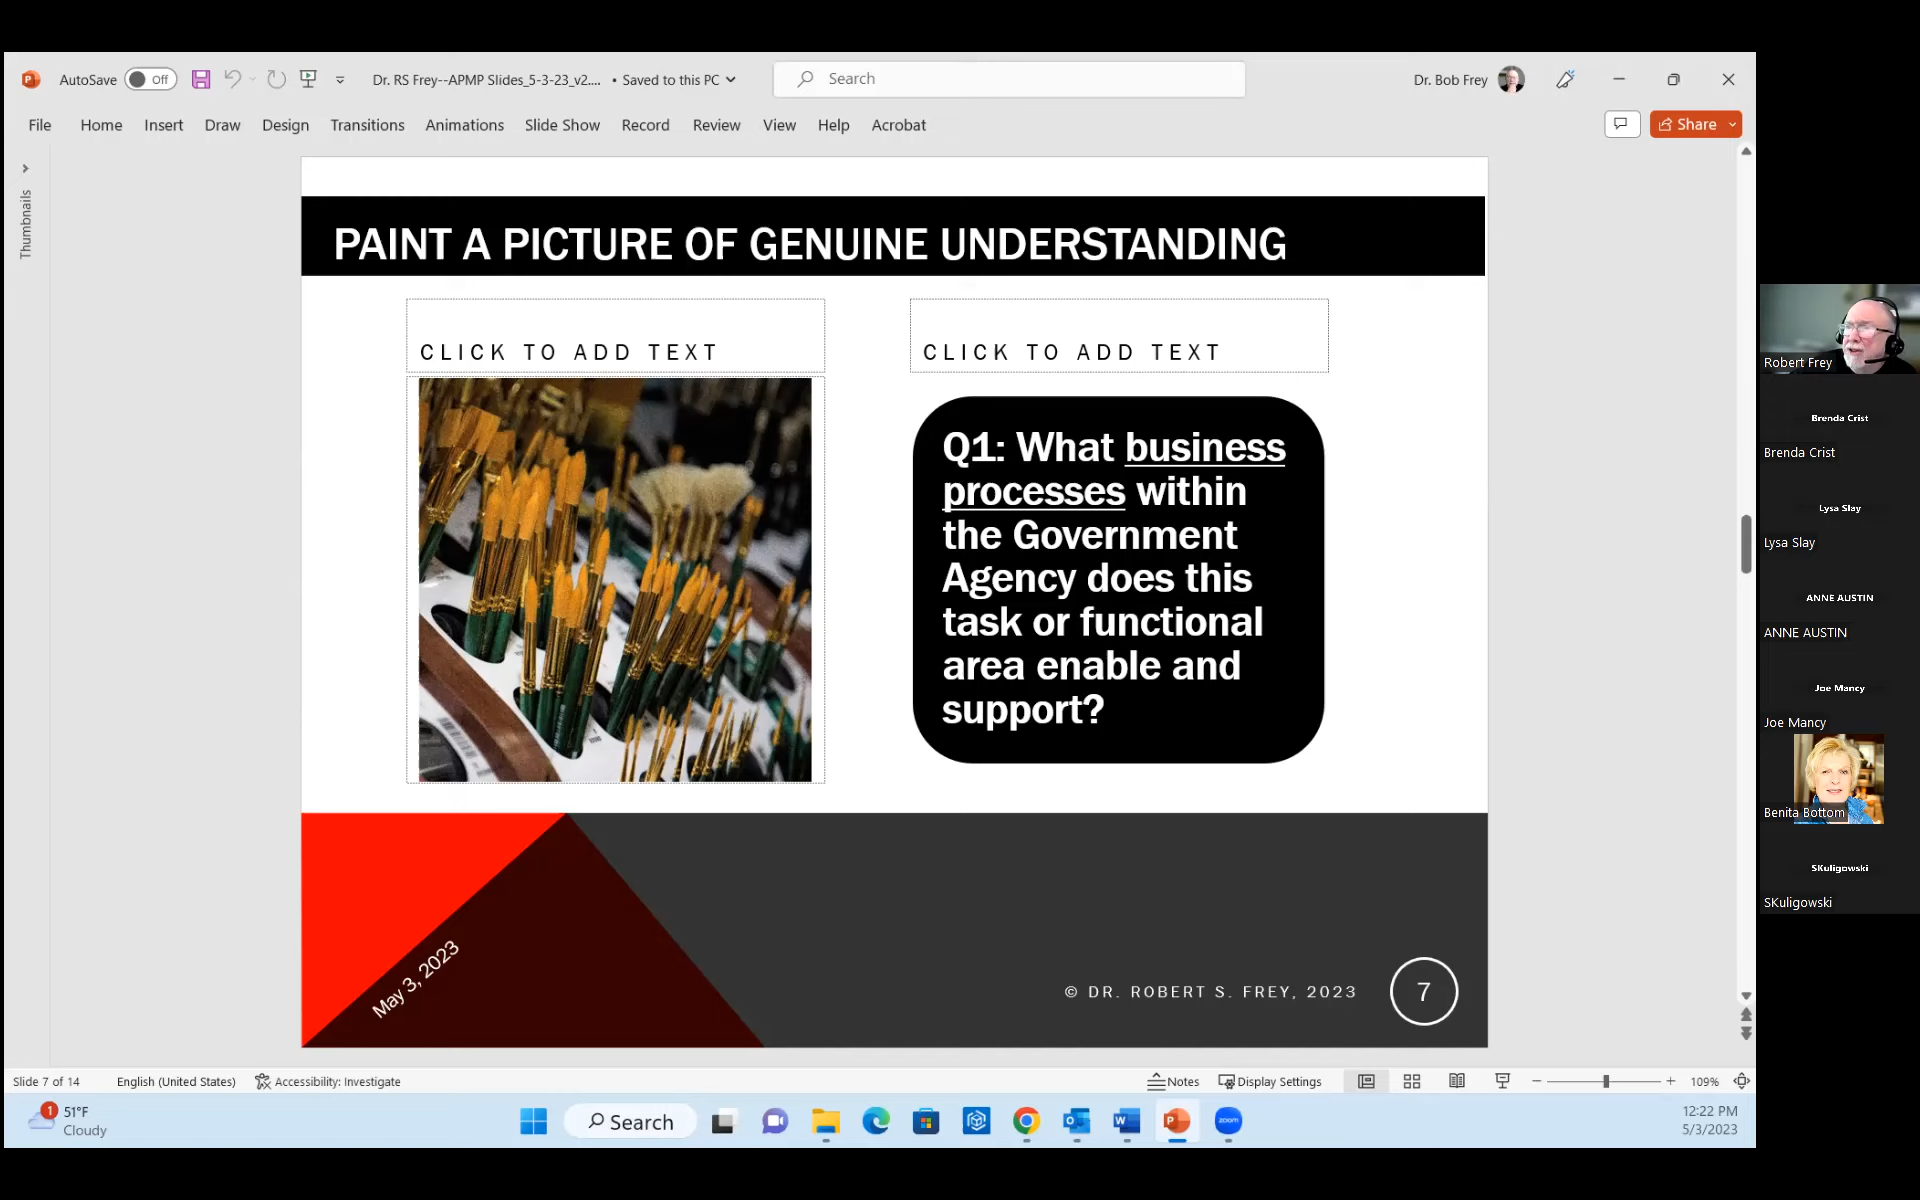 AutoSave Off
Dr. RS Frey--APMP Slides_5-3-23_v2.... • Saved to this PC
Search
Dr. Bob Frey
File Home Insert Draw Design Transitions Animations Slide Show Record Review View Help Acrobat
Share
Thumbnails
PAINT A PICTURE OF GENUINE UNDERSTANDING
CLICK TO ADD TEXT
CLICK TO ADD TEXT
Q1: What business
processes within
the Government
Agency does this
task or functional
area enable and
support?
May 3, 2023
© DR. ROBERT S. FREY, 2023
7
Robert Frey
Brenda Crist
Brenda Crist
Lysa Slay
Lysa Slay
ANNE AUSTIN
ANNE AUSTIN
Joe Mancy
Joe Mancy
Benita Bottom
SKuligowski
SKuligowski
Slide 7 of 14
English (United States)
Accessibility: Investigate
Notes
Display Settings
109%
1
51°F
Cloudy
Search
zoom
12:22 PM
5/3/2023